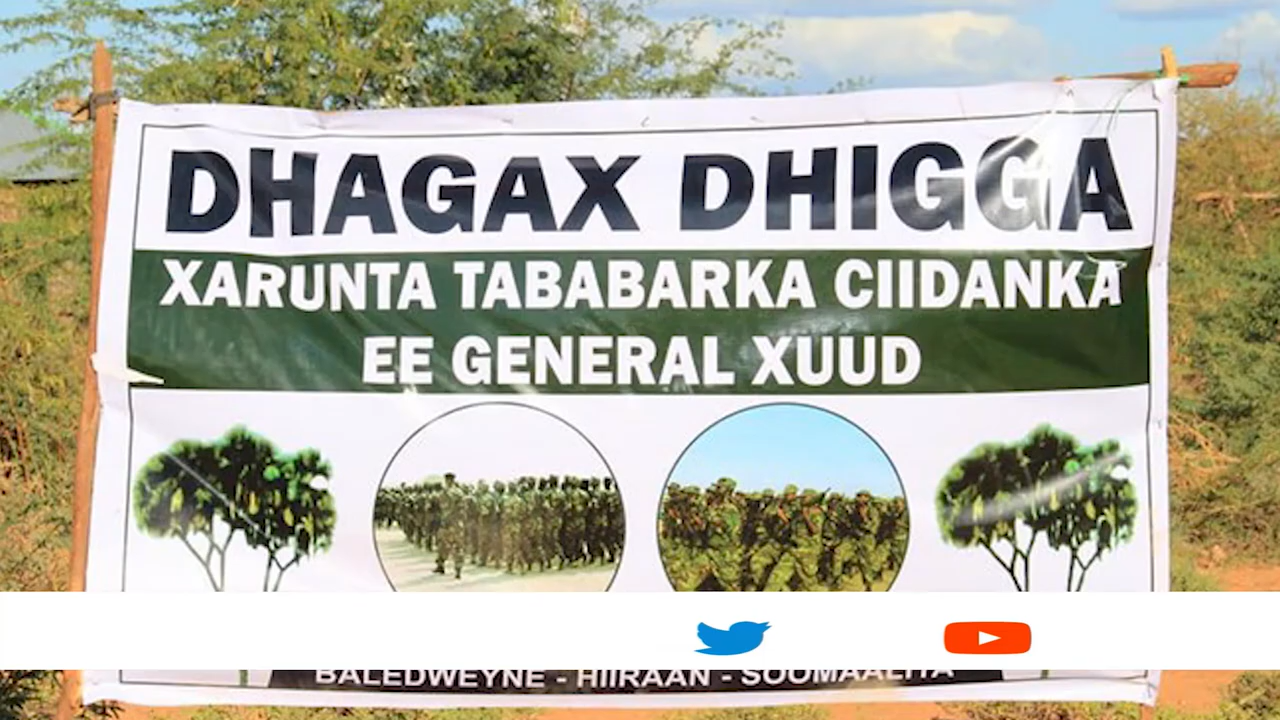 DHAGAX DHIGGA
XARUNTA TABABARKA CIIDANKA
EE GENERAL XUUD
BALEDWEYNE - HIIRAAN - SOOMAALIYA